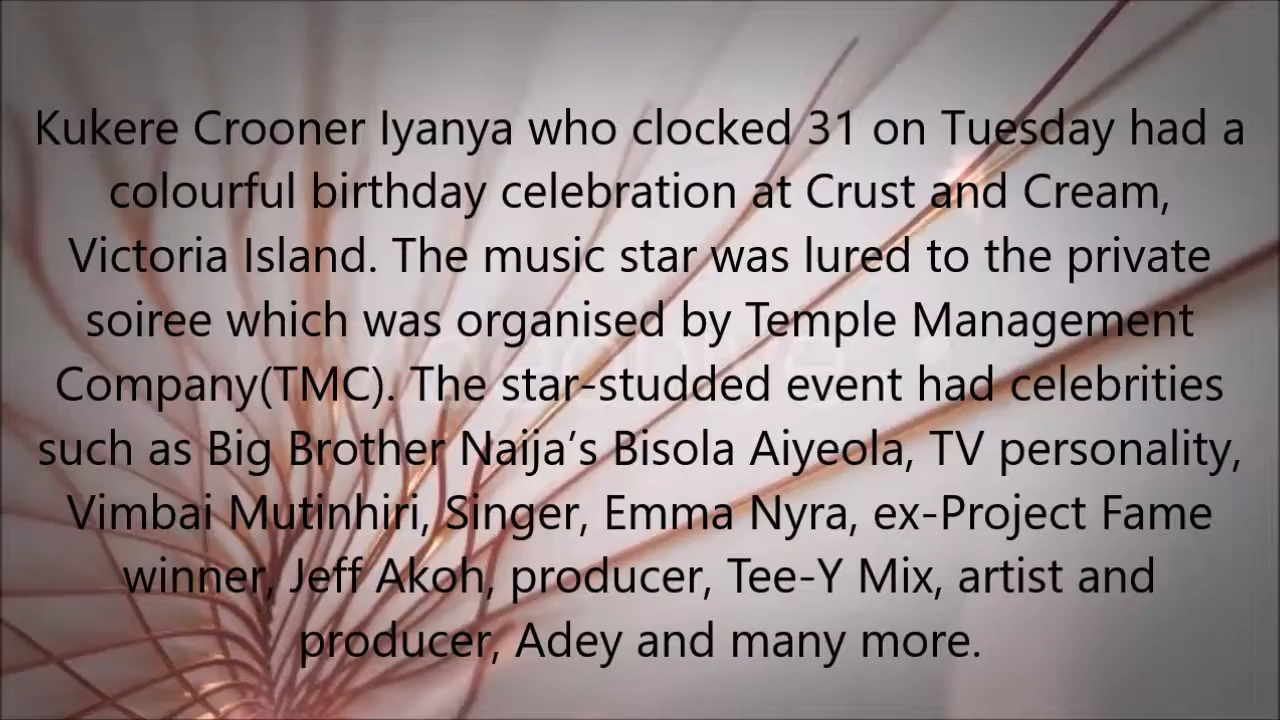 Kukere Crooner Iyanya who clocked 31 on Tuesday had a
colourful birthday celebration at Crust and Cream,
Victoria Island. The music star was lured to the private
soiree which was organised by Temple Management
Company(TMC). The star-studded event had celebrities
such as Big Brother Naija’s Bisola Aiyeola, TV personality,
Vimbai Mutinhiri, Singer, Emma Nyra, ex-Project Fame
winner, Jeff Akoh, producer, Tee-Y Mix, artist and
producer, Adey and many more.